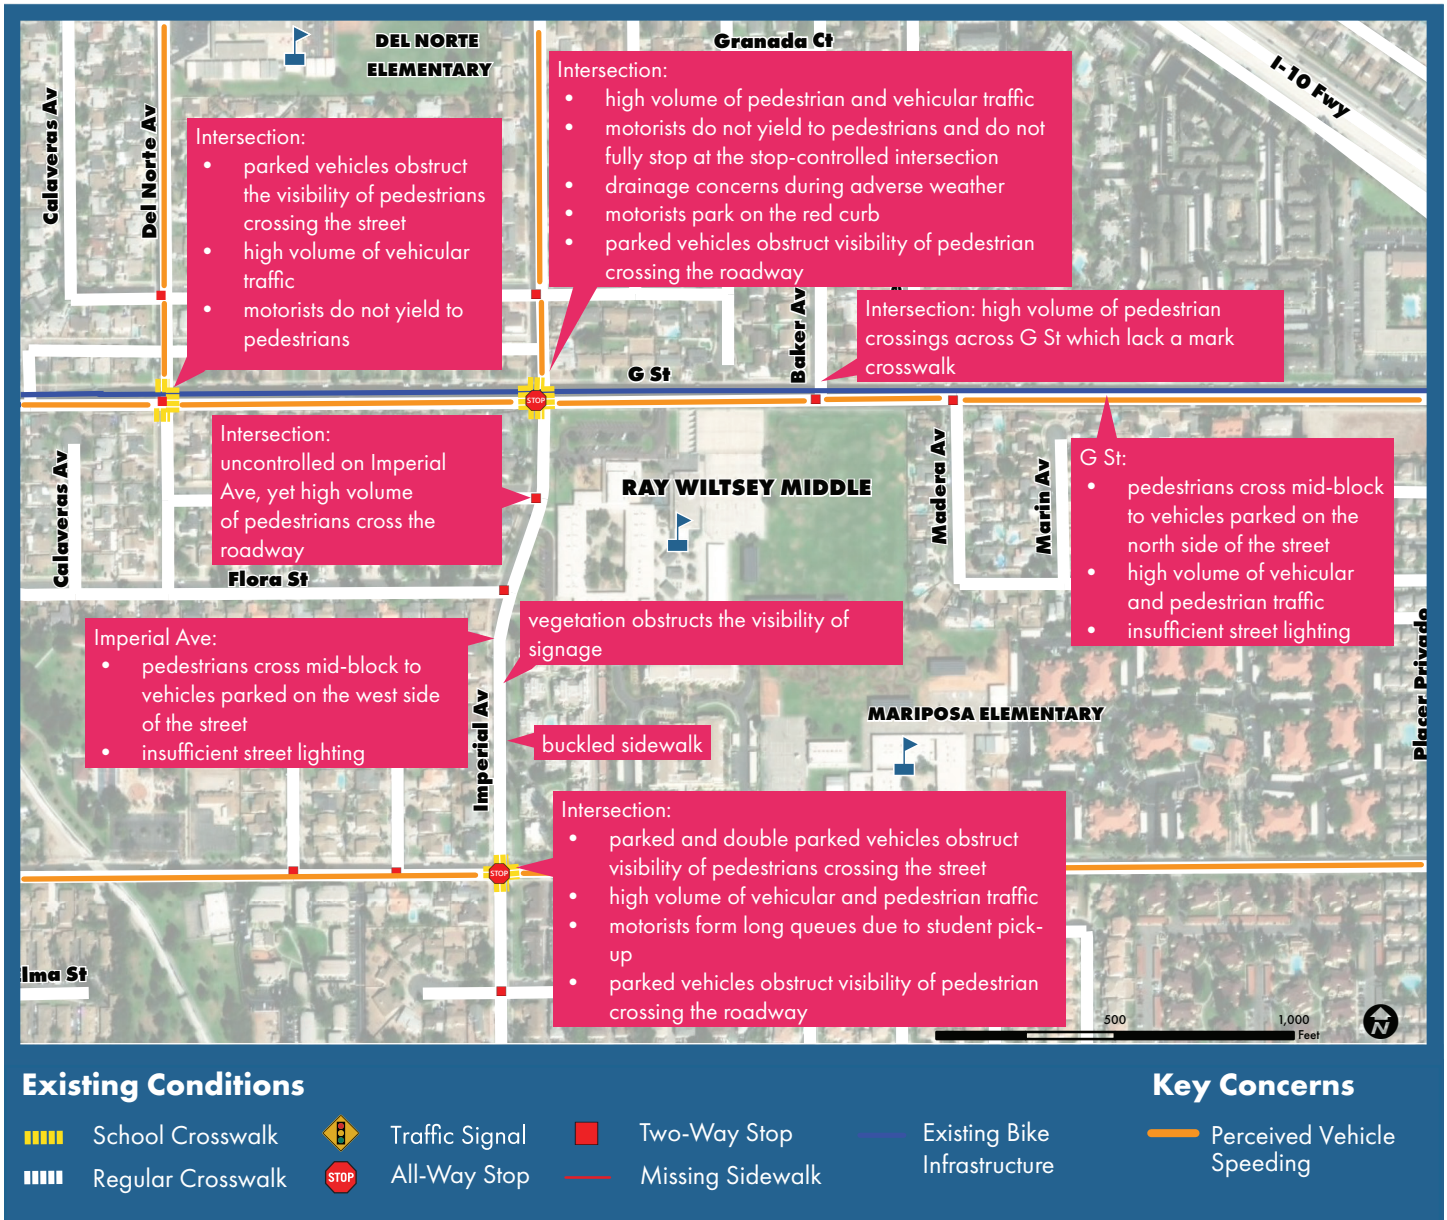 DEL NORTE
ELEMENTARY
Granada Ct
I-10 Fwy
Calaveras Av
Del Norte Av
Intersection:
• parked vehicles obstruct
the visibility of pedestrians
crossing the street
• high volume of vehicular
traffic
• motorists do not yield to
pedestrians
Intersection:
• high volume of pedestrian and vehicular traffic
• motorists do not yield to pedestrians and do not
fully stop at the stop-controlled intersection
• drainage concerns during adverse weather
• motorists park on the red curb
• parked vehicles obstruct visibility of pedestrian
crossing the roadway
Baker Av
Intersection: high volume of pedestrian
crossings across G St which lack a mark
crosswalk
G St
STOP
Calaveras Av
Intersection:
uncontrolled on Imperial
Ave, yet high volume
of pedestrians cross the
roadway
RAY WILTSEY MIDDLE
Madera Av
Marin Av
G St:
• pedestrians cross mid-block
to vehicles parked on the
north side of the street
• high volume of vehicular
and pedestrian traffic
• insufficient street lighting
Flora St
Imperial Ave:
• pedestrians cross mid-block to
vehicles parked on the west side
of the street
• insufficient street lighting
vegetation obstructs the visibility of
signage
Placer Privado
Imperial Av
MARIPOSA ELEMENTARY
buckled sidewalk
Intersection:
• parked and double parked vehicles obstruct
visibility of pedestrians crossing the street
• high volume of vehicular and pedestrian traffic
• motorists form long queues due to student pick-
up
• parked vehicles obstruct visibility of pedestrian
crossing the roadway
STOP
lma St
500 1,000
Feet
N
Existing Conditions
School Crosswalk
Regular Crosswalk
Traffic Signal
STOP All-Way Stop
Two-Way Stop
Missing Sidewalk
Existing Bike
Infrastructure
Key Concerns
Perceived Vehicle
Speeding